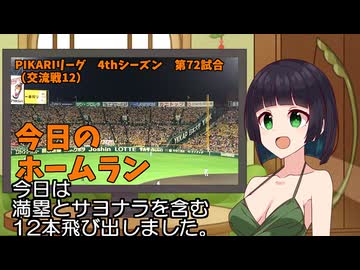 PIKARIリーグ　4thシーズン　第72試合
（交流戦12）
Joshin LOTTE
今日の
ホームラン
今日は
満塁とサヨナラを含む
12本飛び出しました。